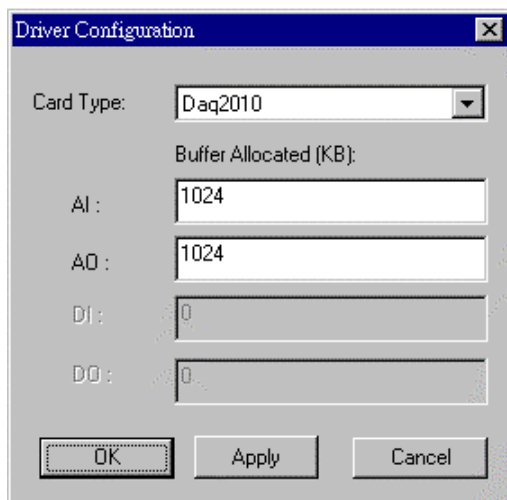 Driver Configuration
Card Type: Daq2010
Buffer Allocated (KB):
AI : 1024
AO : 1024
DI : 0
DO : 0
OK Apply Cancel